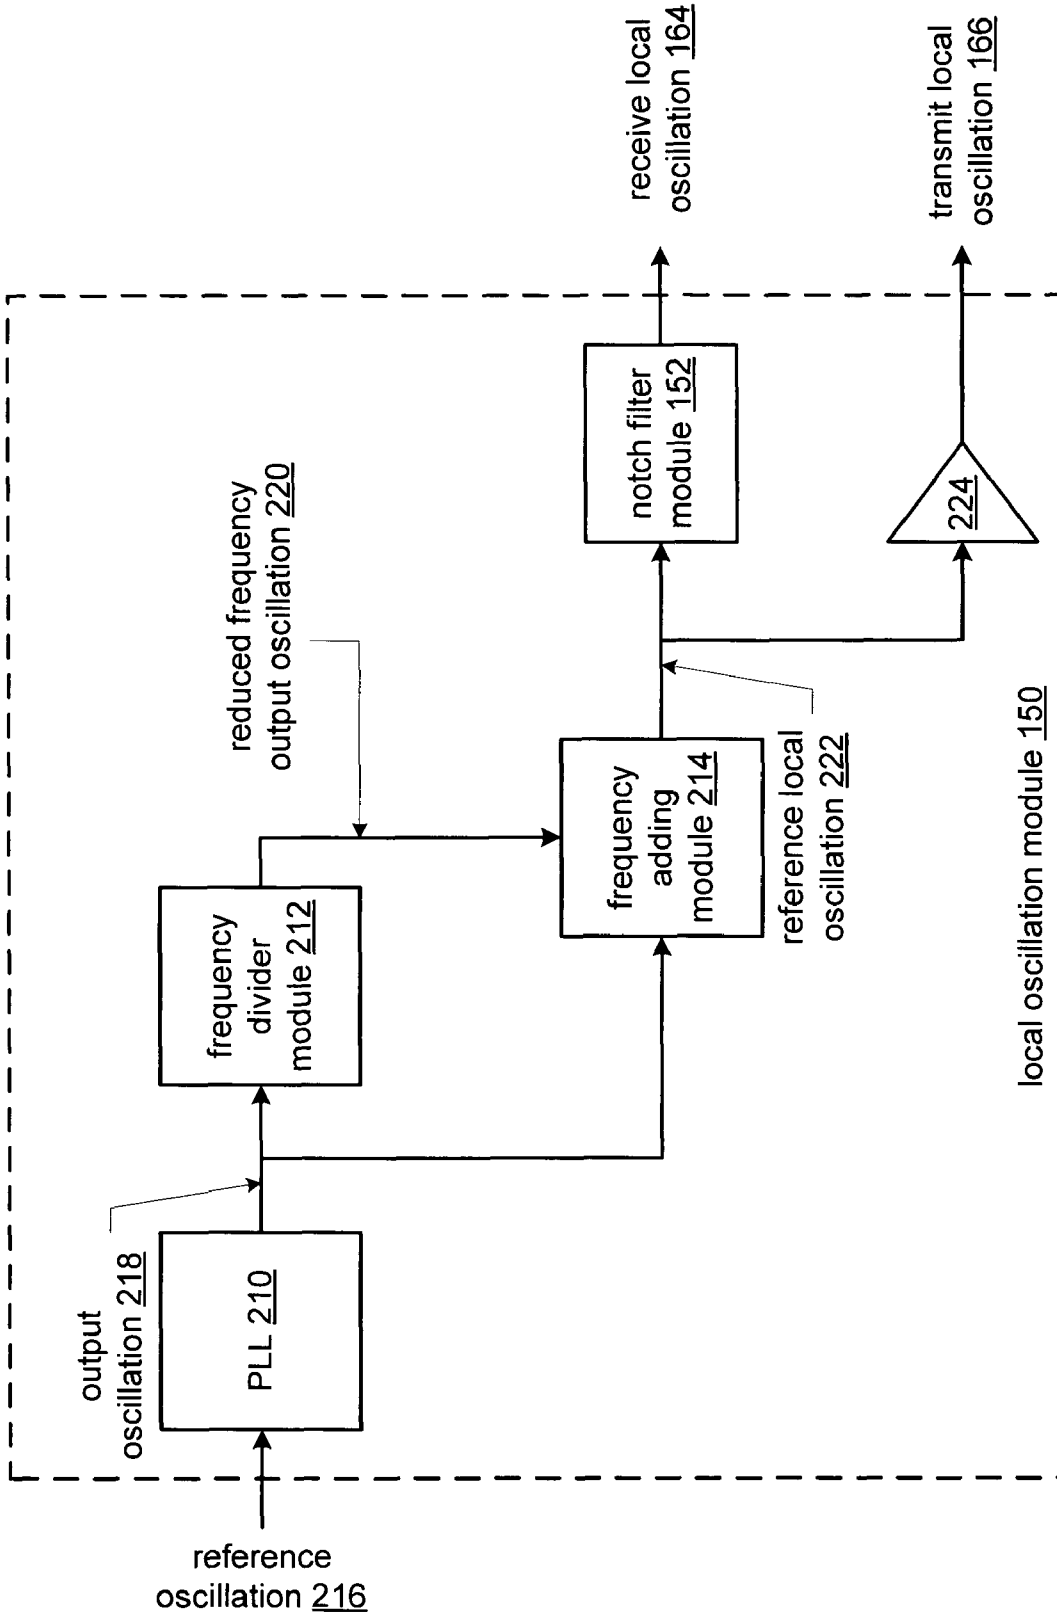 reference
oscillation 216
output
oscillation 218
PLL 210
frequency
divider
module 212
reduced frequency
output oscillation 220
frequency
adding
module 214
reference local
oscillation 222
notch filter
module 152
224
receive local
oscillation 164
transmit local
oscillation 166
local oscillation module 150